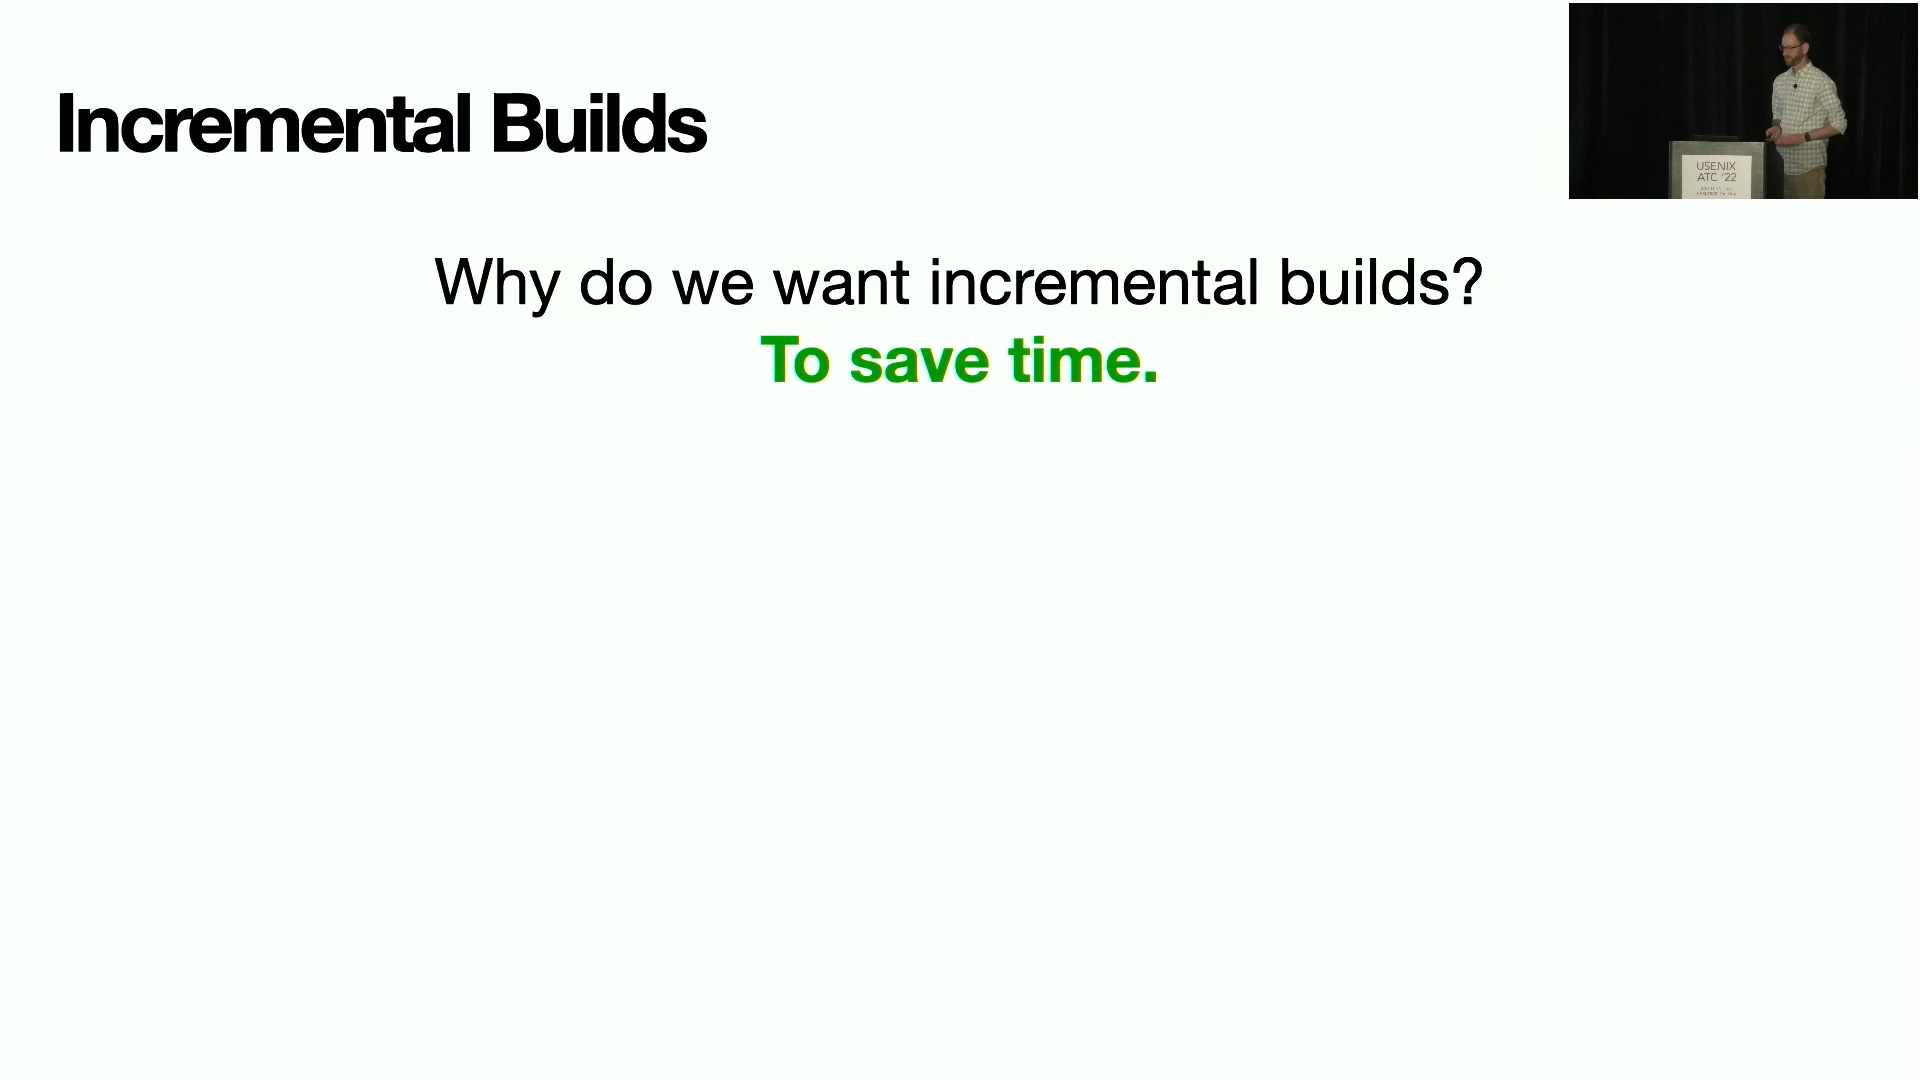 Incremental Builds
USENIX
ATC '22
Why do we want incremental builds?
To save time.